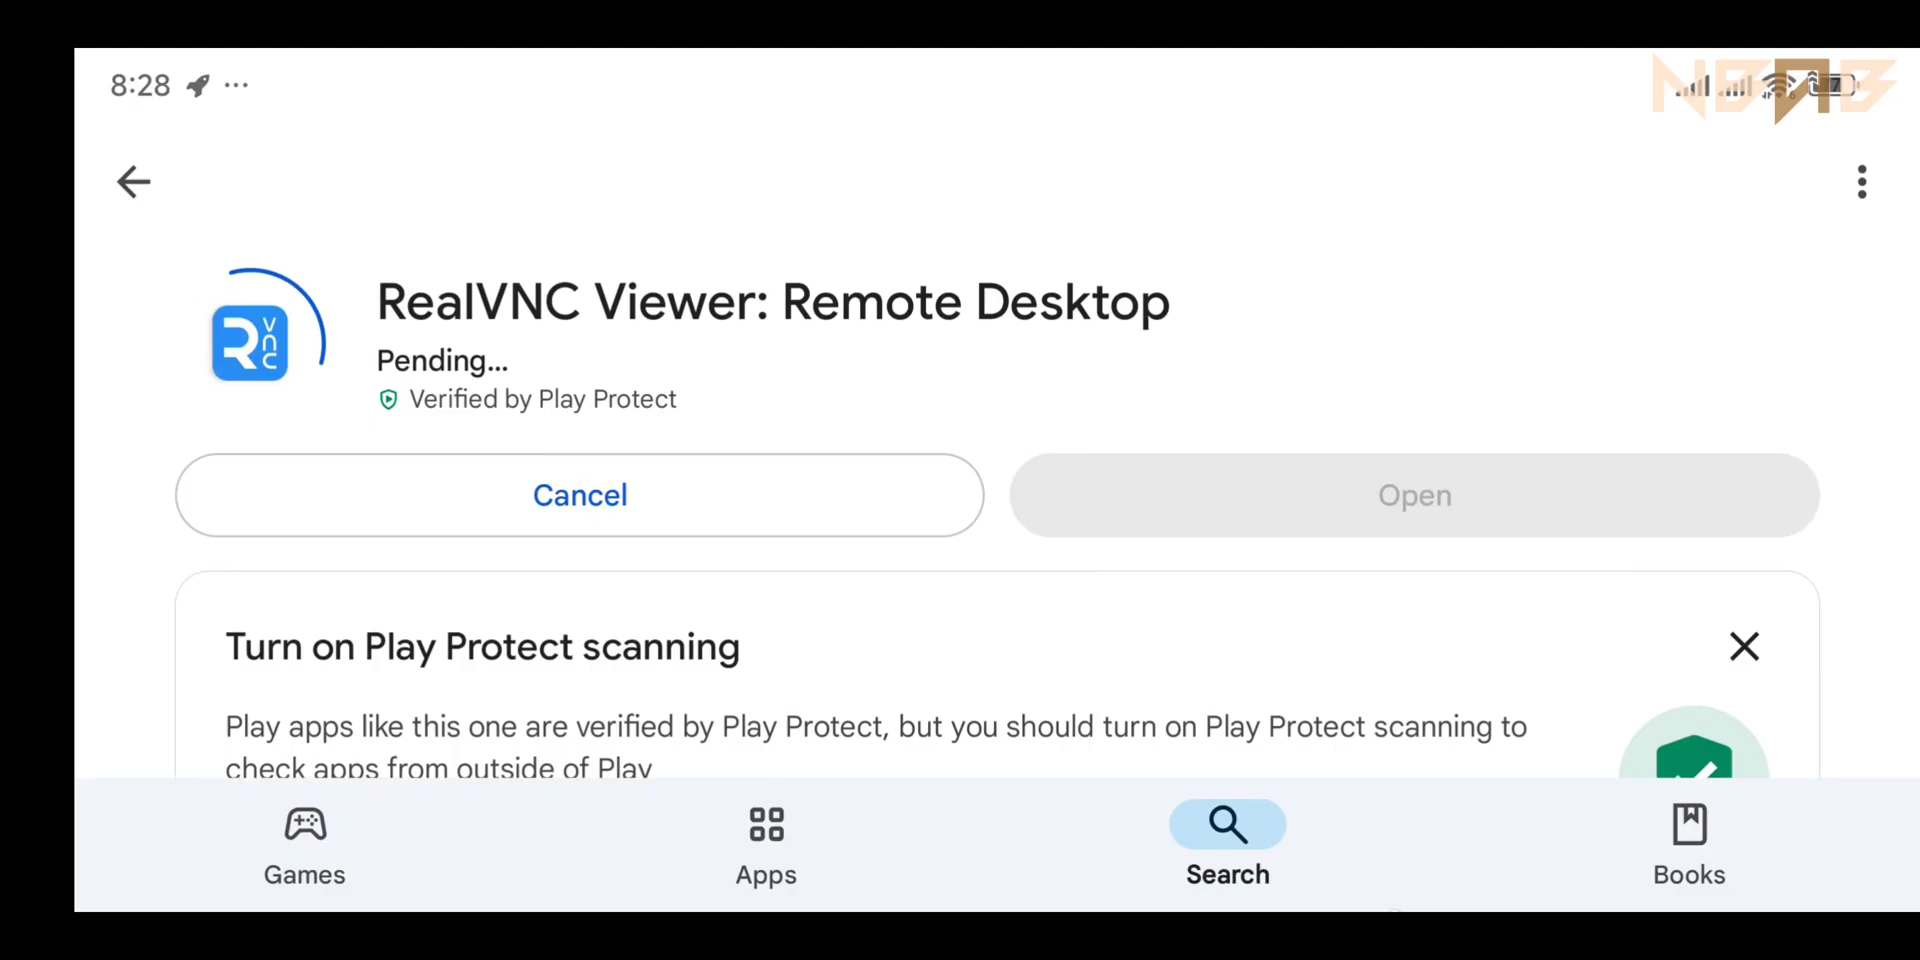 8:28
NBAB
RealVNC Viewer: Remote Desktop
Pending...
Verified by Play Protect
Cancel
Open
Turn on Play Protect scanning
Play apps like this one are verified by Play Protect, but you should turn on Play Protect scanning to
check apps from outside of Play
Games
Apps
Search
Books